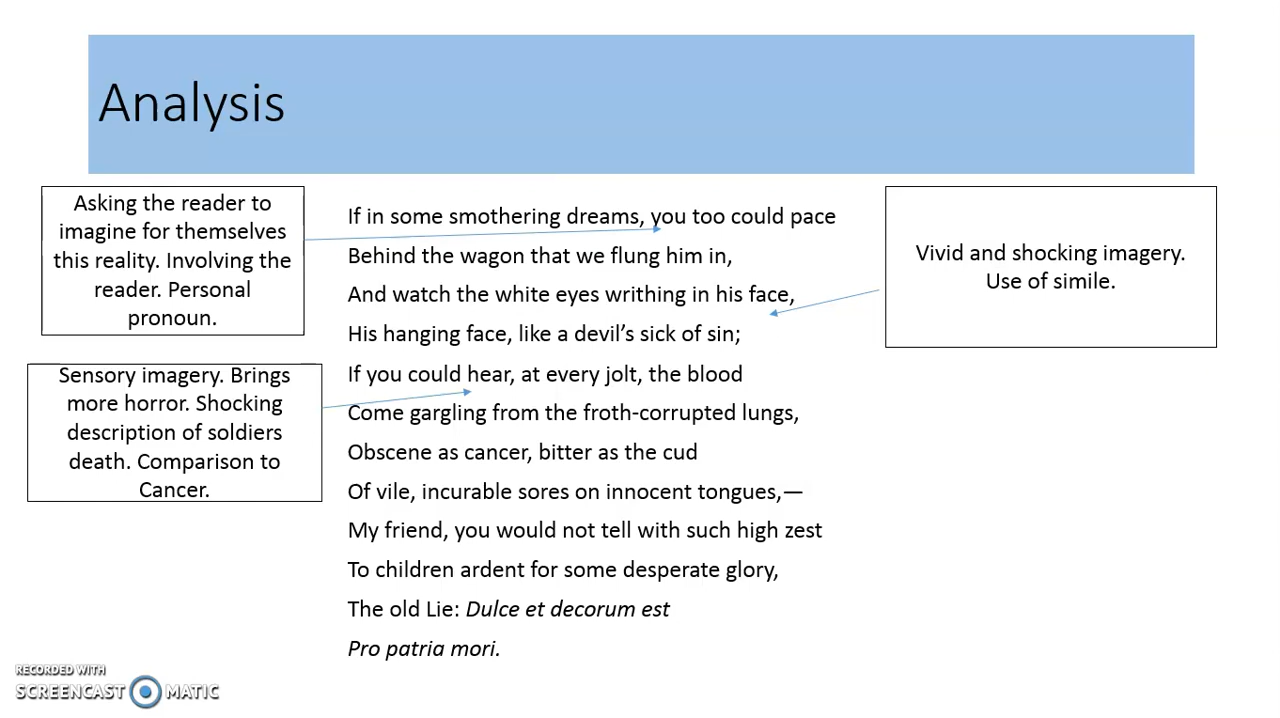 Analysis
Asking the reader to
imagine for themselves
this reality. Involving the
reader. Personal
pronoun.
Sensory imagery. Brings
more horror. Shocking
description of soldiers
death. Comparison to
Cancer.
If in some smothering dreams, you too could pace
Behind the wagon that we flung him in,
And watch the white eyes writhing in his face,
His hanging face, like a devil’s sick of sin;
If you could hear, at every jolt, the blood
Come gargling from the froth-corrupted lungs,
Obscene as cancer, bitter as the cud
Of vile, incurable sores on innocent tongues,—
My friend, you would not tell with such high zest
To children ardent for some desperate glory,
The old Lie: Dulce et decorum est
Pro patria mori.
Vivid and shocking imagery.
Use of simile.
RECORDED WITH
SCREENCAST MATIC